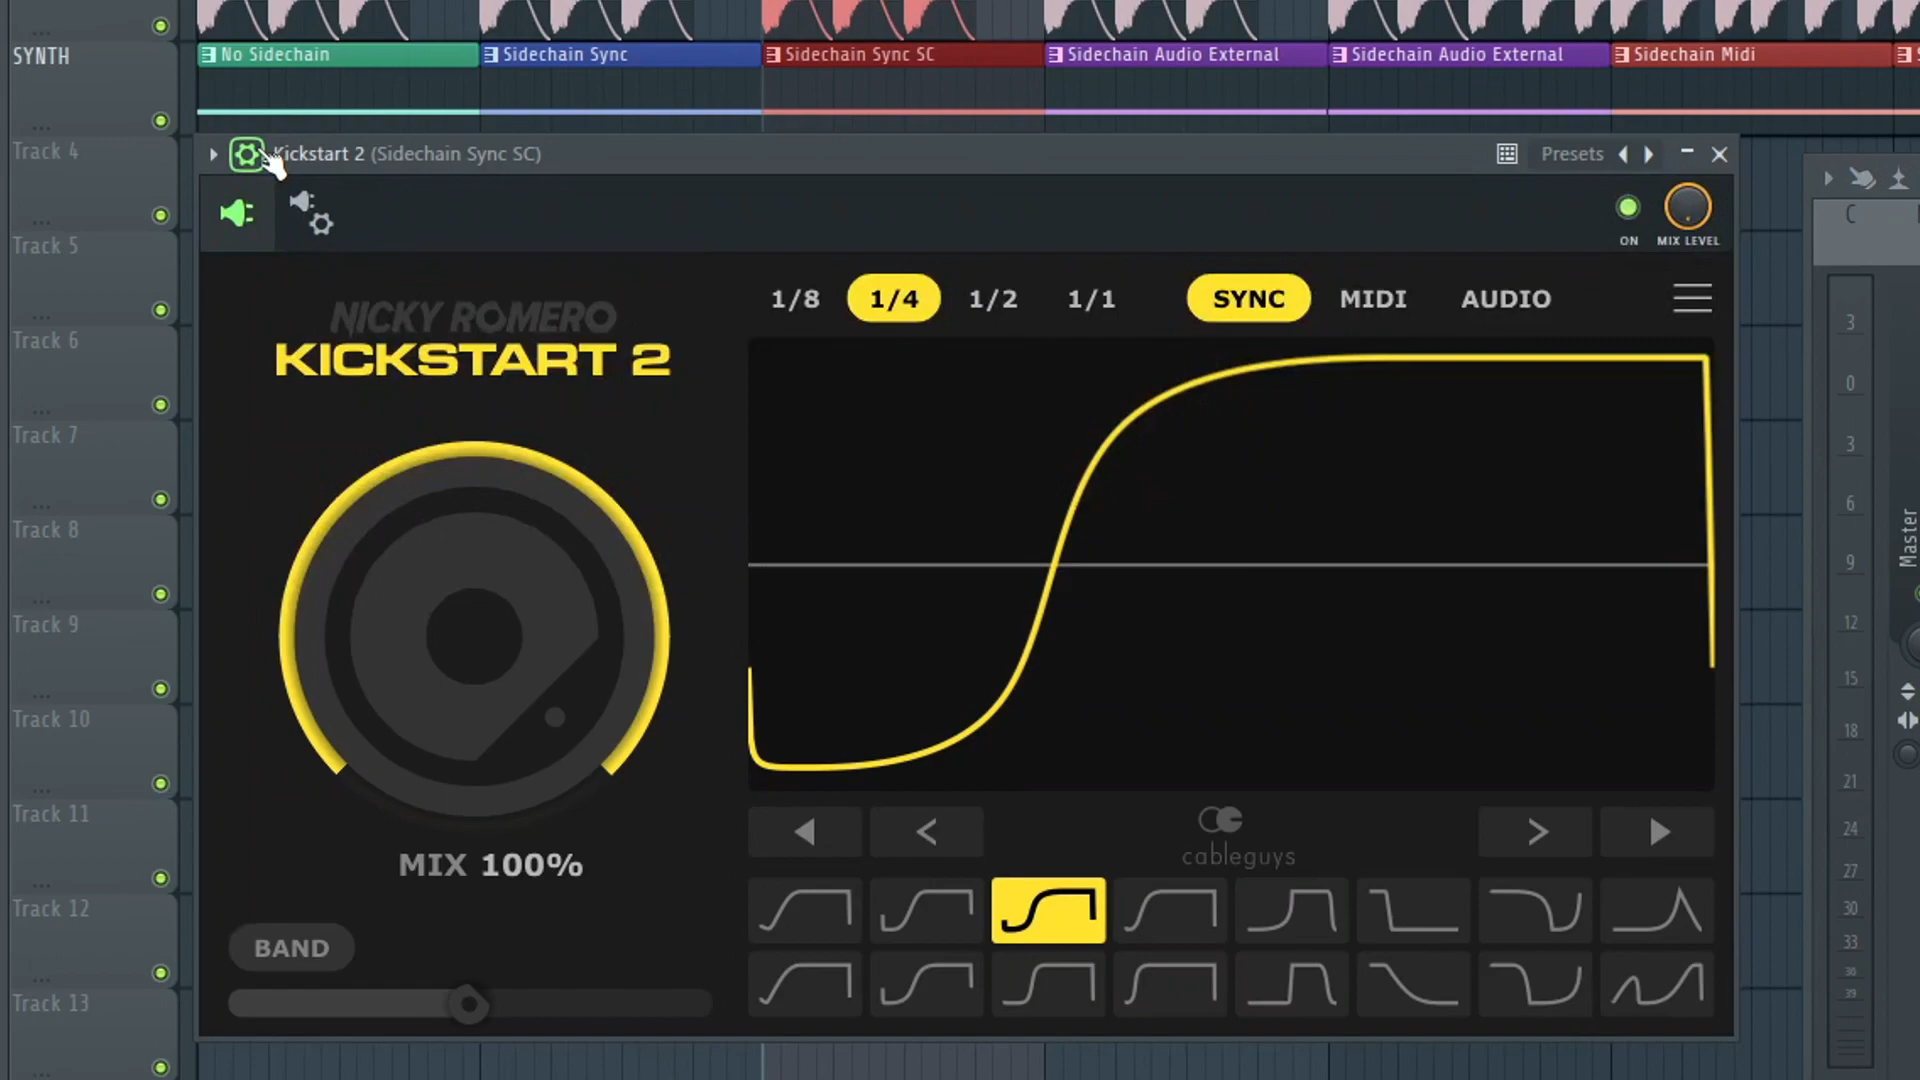 SYNTH
No Sidechain
Sidechain Sync
Sidechain Sync SC
Sidechain Audio External
Sidechain Audio External
Sidechain Midi
Track 4
Kickstart 2 (Sidechain Sync SC)
Presets
C
ON
MIX LEVEL
Track 5
NICKY ROMERO
KICKSTART 2
1/8
1/4
1/2
1/1
SYNC
MIDI
AUDIO
Track 6
Track 7
Track 8
Track 9
Track 10
Track 11
Track 12
Track 13
MIX 100%
BAND
cableguys
3
0
3
6
9
12
15
18
21
24
27
30
33
36
39
Master